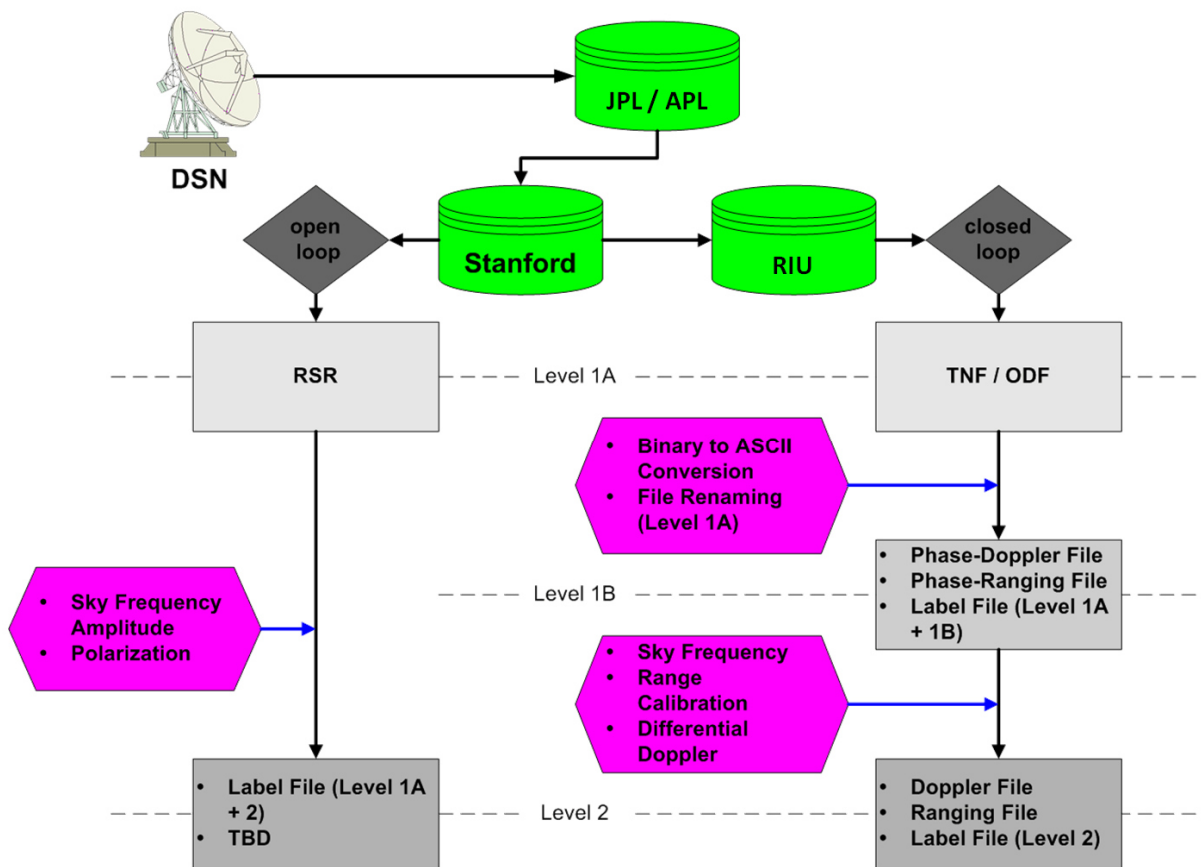 JPL / APL
DSN
open
loop
Stanford
RIU
closed
loop
RSR
Level 1A
TNF / ODF
• Binary to ASCII
Conversion
• File Renaming
(Level 1A)
• Phase-Doppler File
• Phase-Ranging File
• Label File (Level 1A
+ 1B)
Level 1B
• Sky Frequency
Amplitude
• Polarization
• Sky Frequency
• Range
Calibration
• Differential
Doppler
• Label File (Level 1A
+ 2)
• TBD
Level 2
• Doppler File
• Ranging File
• Label File (Level 2)